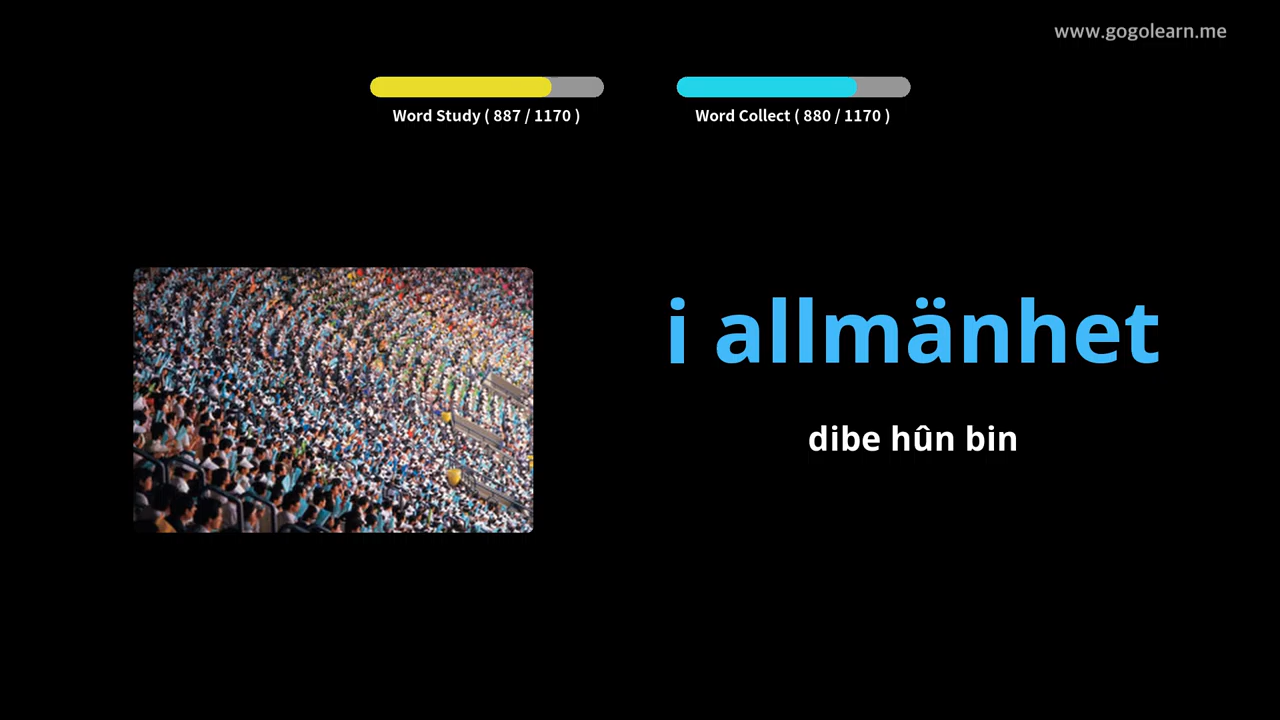 www.gogolearn.me
Word Study ( 887 / 1170 )
Word Collect ( 880 / 1170 )
i allmänhet
dibe hûn bin